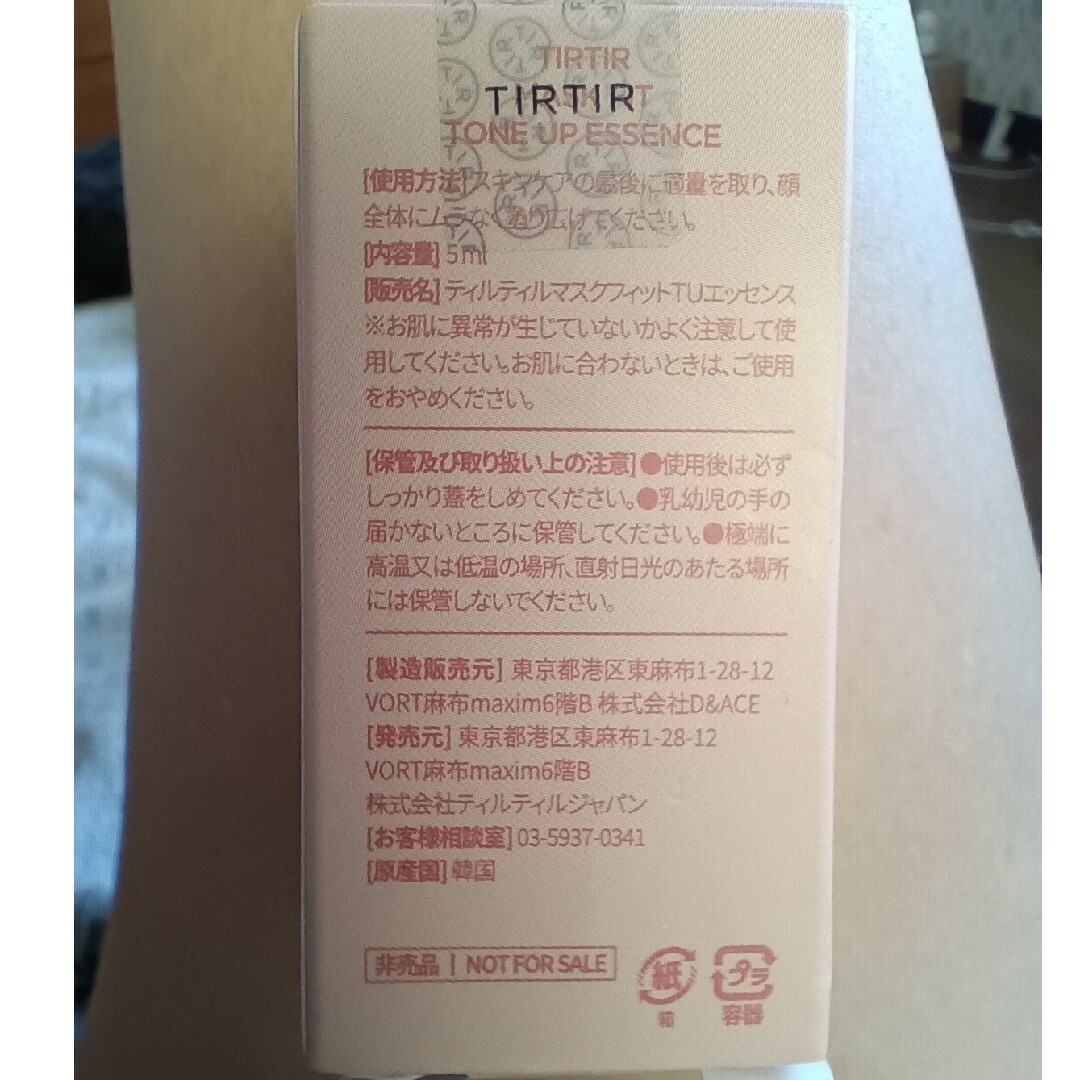 TIRTIR
TIRTIR
TONE UP ESSENCE
[使用方法]スキンケアの最後に適量を取り、顔
全体にムラなく塗り広げてください。
[内容量] 5ml
[販売名] ティルティルマスクフィットTUエッセンス
※お肌に異常が生じていないかよく注意して使
用してください。お肌に合わないときは、ご使用
をおやめください。
[保管及び取り扱い上の注意]●使用後は必ず
しっかり蓋をしめてください。●乳幼児の手の
届かないところに保管してください。●極端に
高温又は低温の場所、直射日光のあたる場所
には保管しないでください。
[製造販売元] 東京都港区東麻布1-28-12
VORT麻布maxim6階B 株式会社D&ACE
[発売元] 東京都港区東麻布1-28-12
VORT麻布maxim6階B
株式会社ティルティルジャパン
[お客様相談室] 03-5937-0341
[原産国] 韓国
非売品 | NOT FOR SALE
紙
プラ
箱
容器